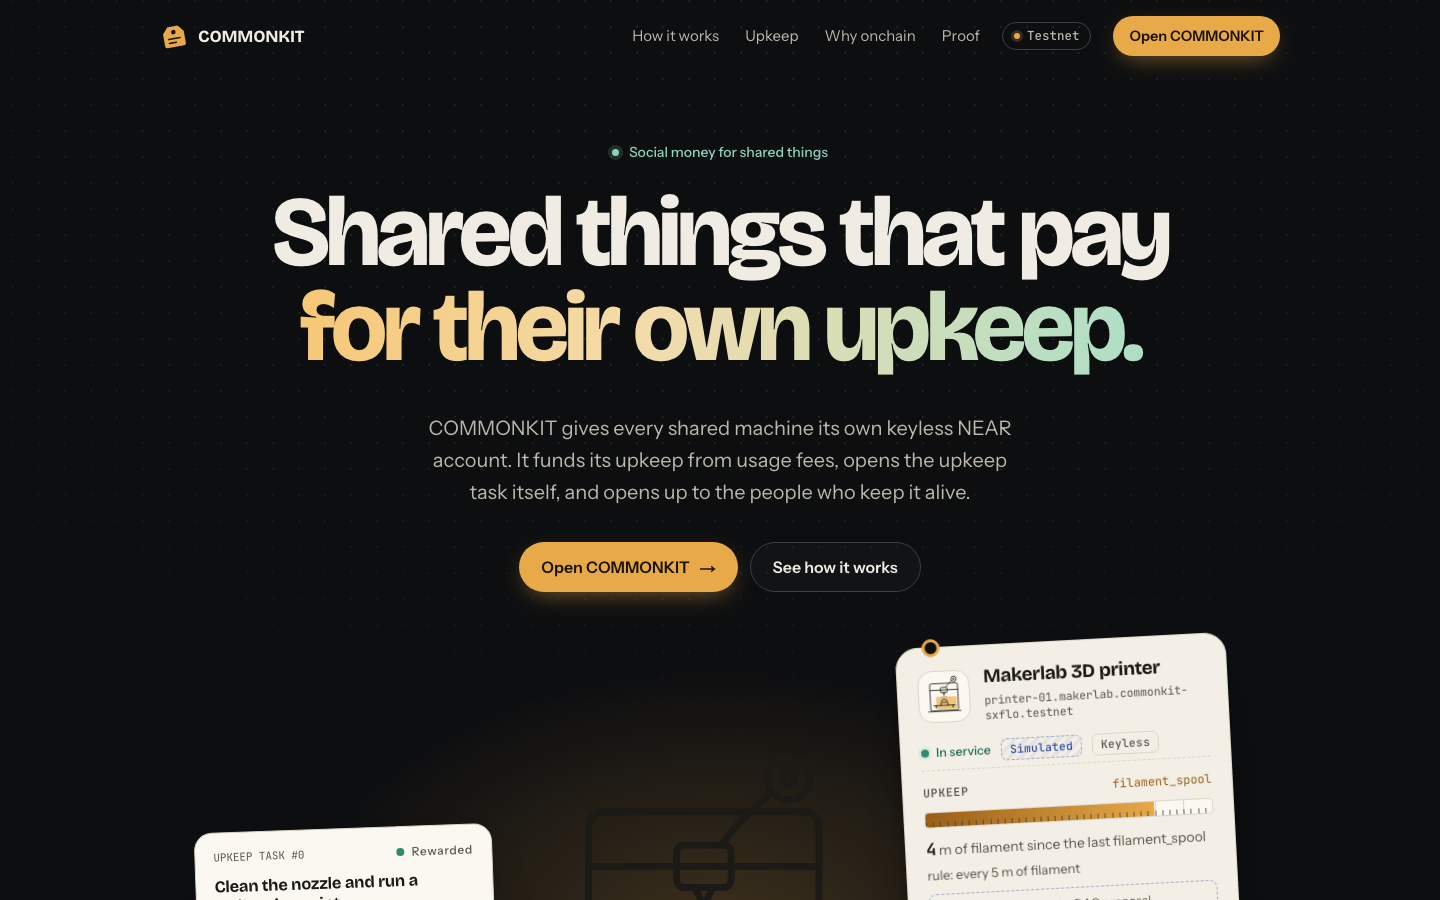 COMMONKIT
How it works
Upkeep
Why onchain
Proof
Testnet
Open COMMONKIT
Social money for shared things
Shared things that pay
for their own upkeep.
COMMONKIT gives every shared machine its own keyless NEAR
account. It funds its upkeep from usage fees, opens the upkeep
task itself, and opens up to the people who keep it alive.
Open COMMONKIT →
See how it works
Makerlab 3D printer
printer-01.makerlab.commonkit-
sxflo.testnet
In service
Simulated
Keyless
UPKEEP
filament_spool
4 m of filament since the last filament_spool
rule: every 5 m of filament
UPKEEP TASK #0
Rewarded
Clean the nozzle and run a